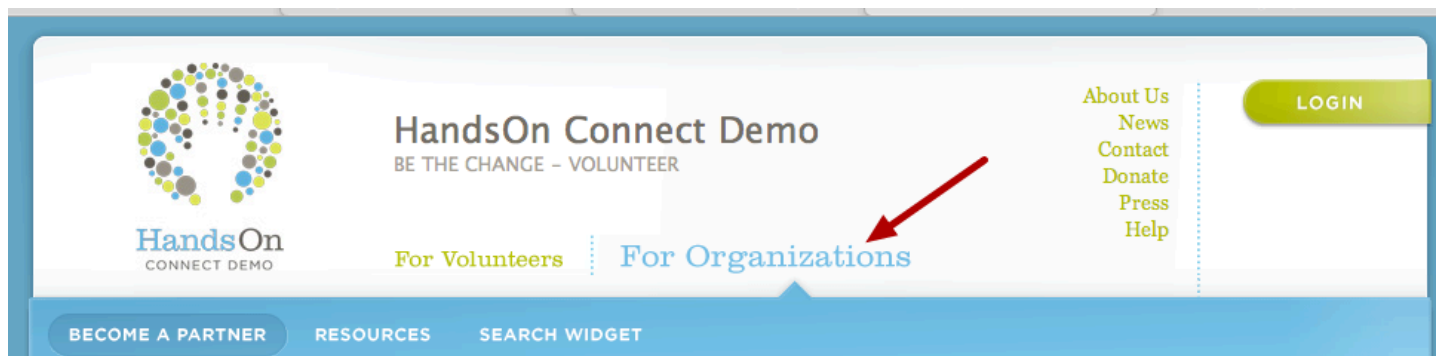 HandsOn
CONNECT DEMO
HandsOn Connect Demo
BE THE CHANGE – VOLUNTEER
For Volunteers
For Organizations
About Us
News
Contact
Donate
Press
Help
LOGIN
BECOME A PARTNER
RESOURCES
SEARCH WIDGET